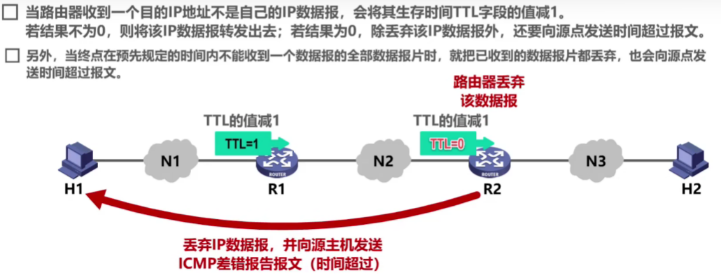 当路由器收到一个目的IP地址不是自己的IP数据报，会将其生存时间TTL字段的值减1。
若结果不为0，则将该IP数据报转发出去；若结果为0，除丢弃该IP数据报外，还要向源点发送时间超过报文。
另外，当终点在预先规定的时间内不能收到一个数据报的全部数据报片时，就把已收到的数据报片都丢弃，也会向源点发
送时间超过报文。
路由器丢弃
该数据报
TTL的值减1
TTL的值减1
TTL=1
TTL=0
N1
N2
N3
ROUTER
ROUTER
H1
R1
R2
H2
丢弃IP数据报，并向源主机发送
ICMP差错报告报文（时间超过）